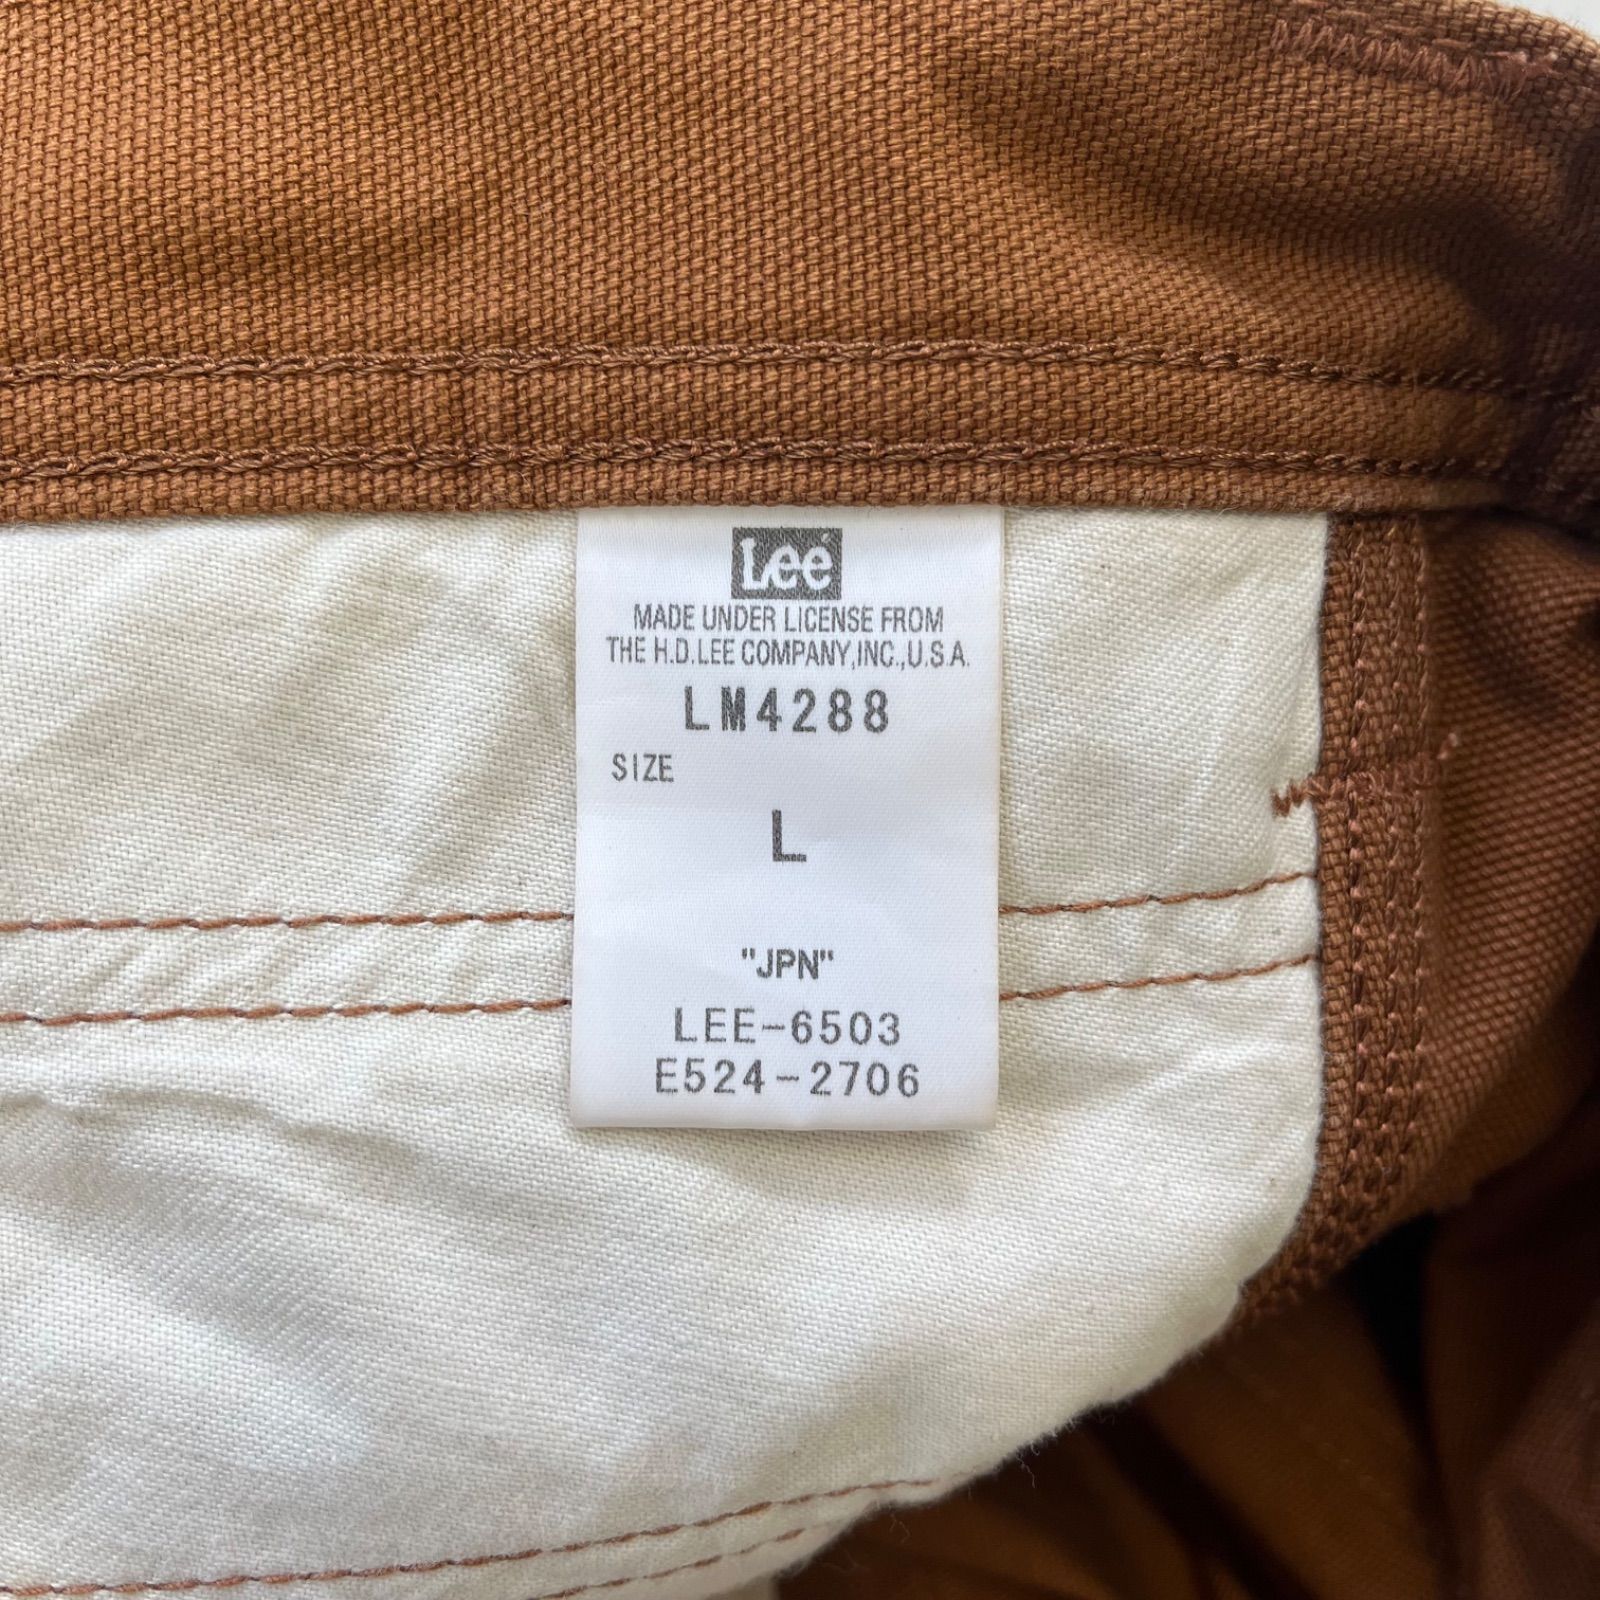 Lee
MADE UNDER LICENSE FROM
THE H.D.LEE COMPANY,INC.,U.S.A.
LM4288
SIZE
L
"JPN"
LEE-6503
E524-2706